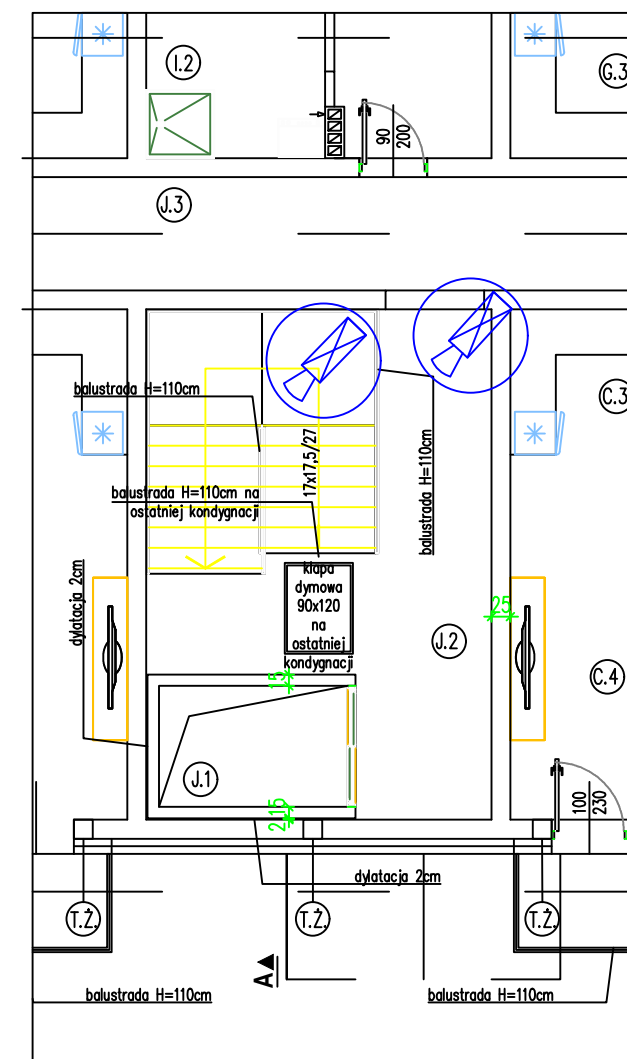 I.2
G.3
90
200
J.3
C.3
balustrada H=110cm
17x17,5/27
balustrada H=110cm
balustrada H=110cm na
ostatniej kondygnacji
dylatacja 2cm
klapa
dymowa
90x120
na
ostatniej
kondygnacji
25
J.2
C.4
15
J.1
2,15
100
230
dylatacja 2cm
T.Ż.
T.Ż.
T.Ż.
A
balustrada H=110cm
balustrada H=110cm